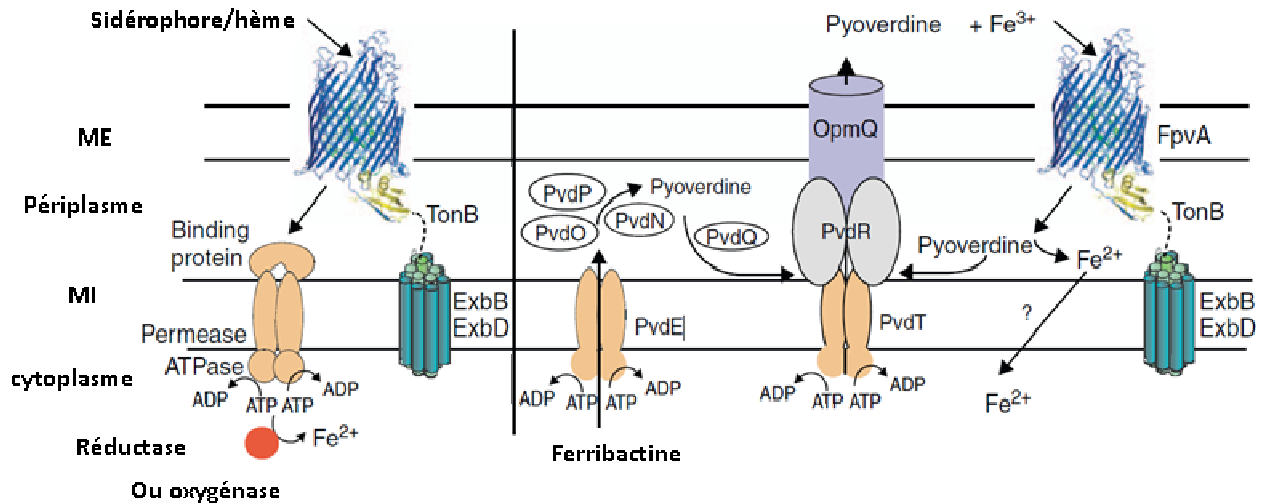 Sidérophore/hème
Pyoverdine + Fe3+
ME
OpmQ
FpvA
Périplasme
TonB
PvdP
Pyoverdine
PvdO
PvdN
PvdQ
PvdR
Pyoverdine
Fe2+
TonB
Binding
protein
MI
ExbB
ExbD
Permease
ATPase
PvdE
PvdT
?
ExbB
ExbD
cytoplasme
ADP
ATP
ATP
ADP
ADP
ATP
ATP
ADP
ADP
ATP
ATP
ADP
Fe2+
Réductase
Fe2+
Ferribactine
Ou oxygénase